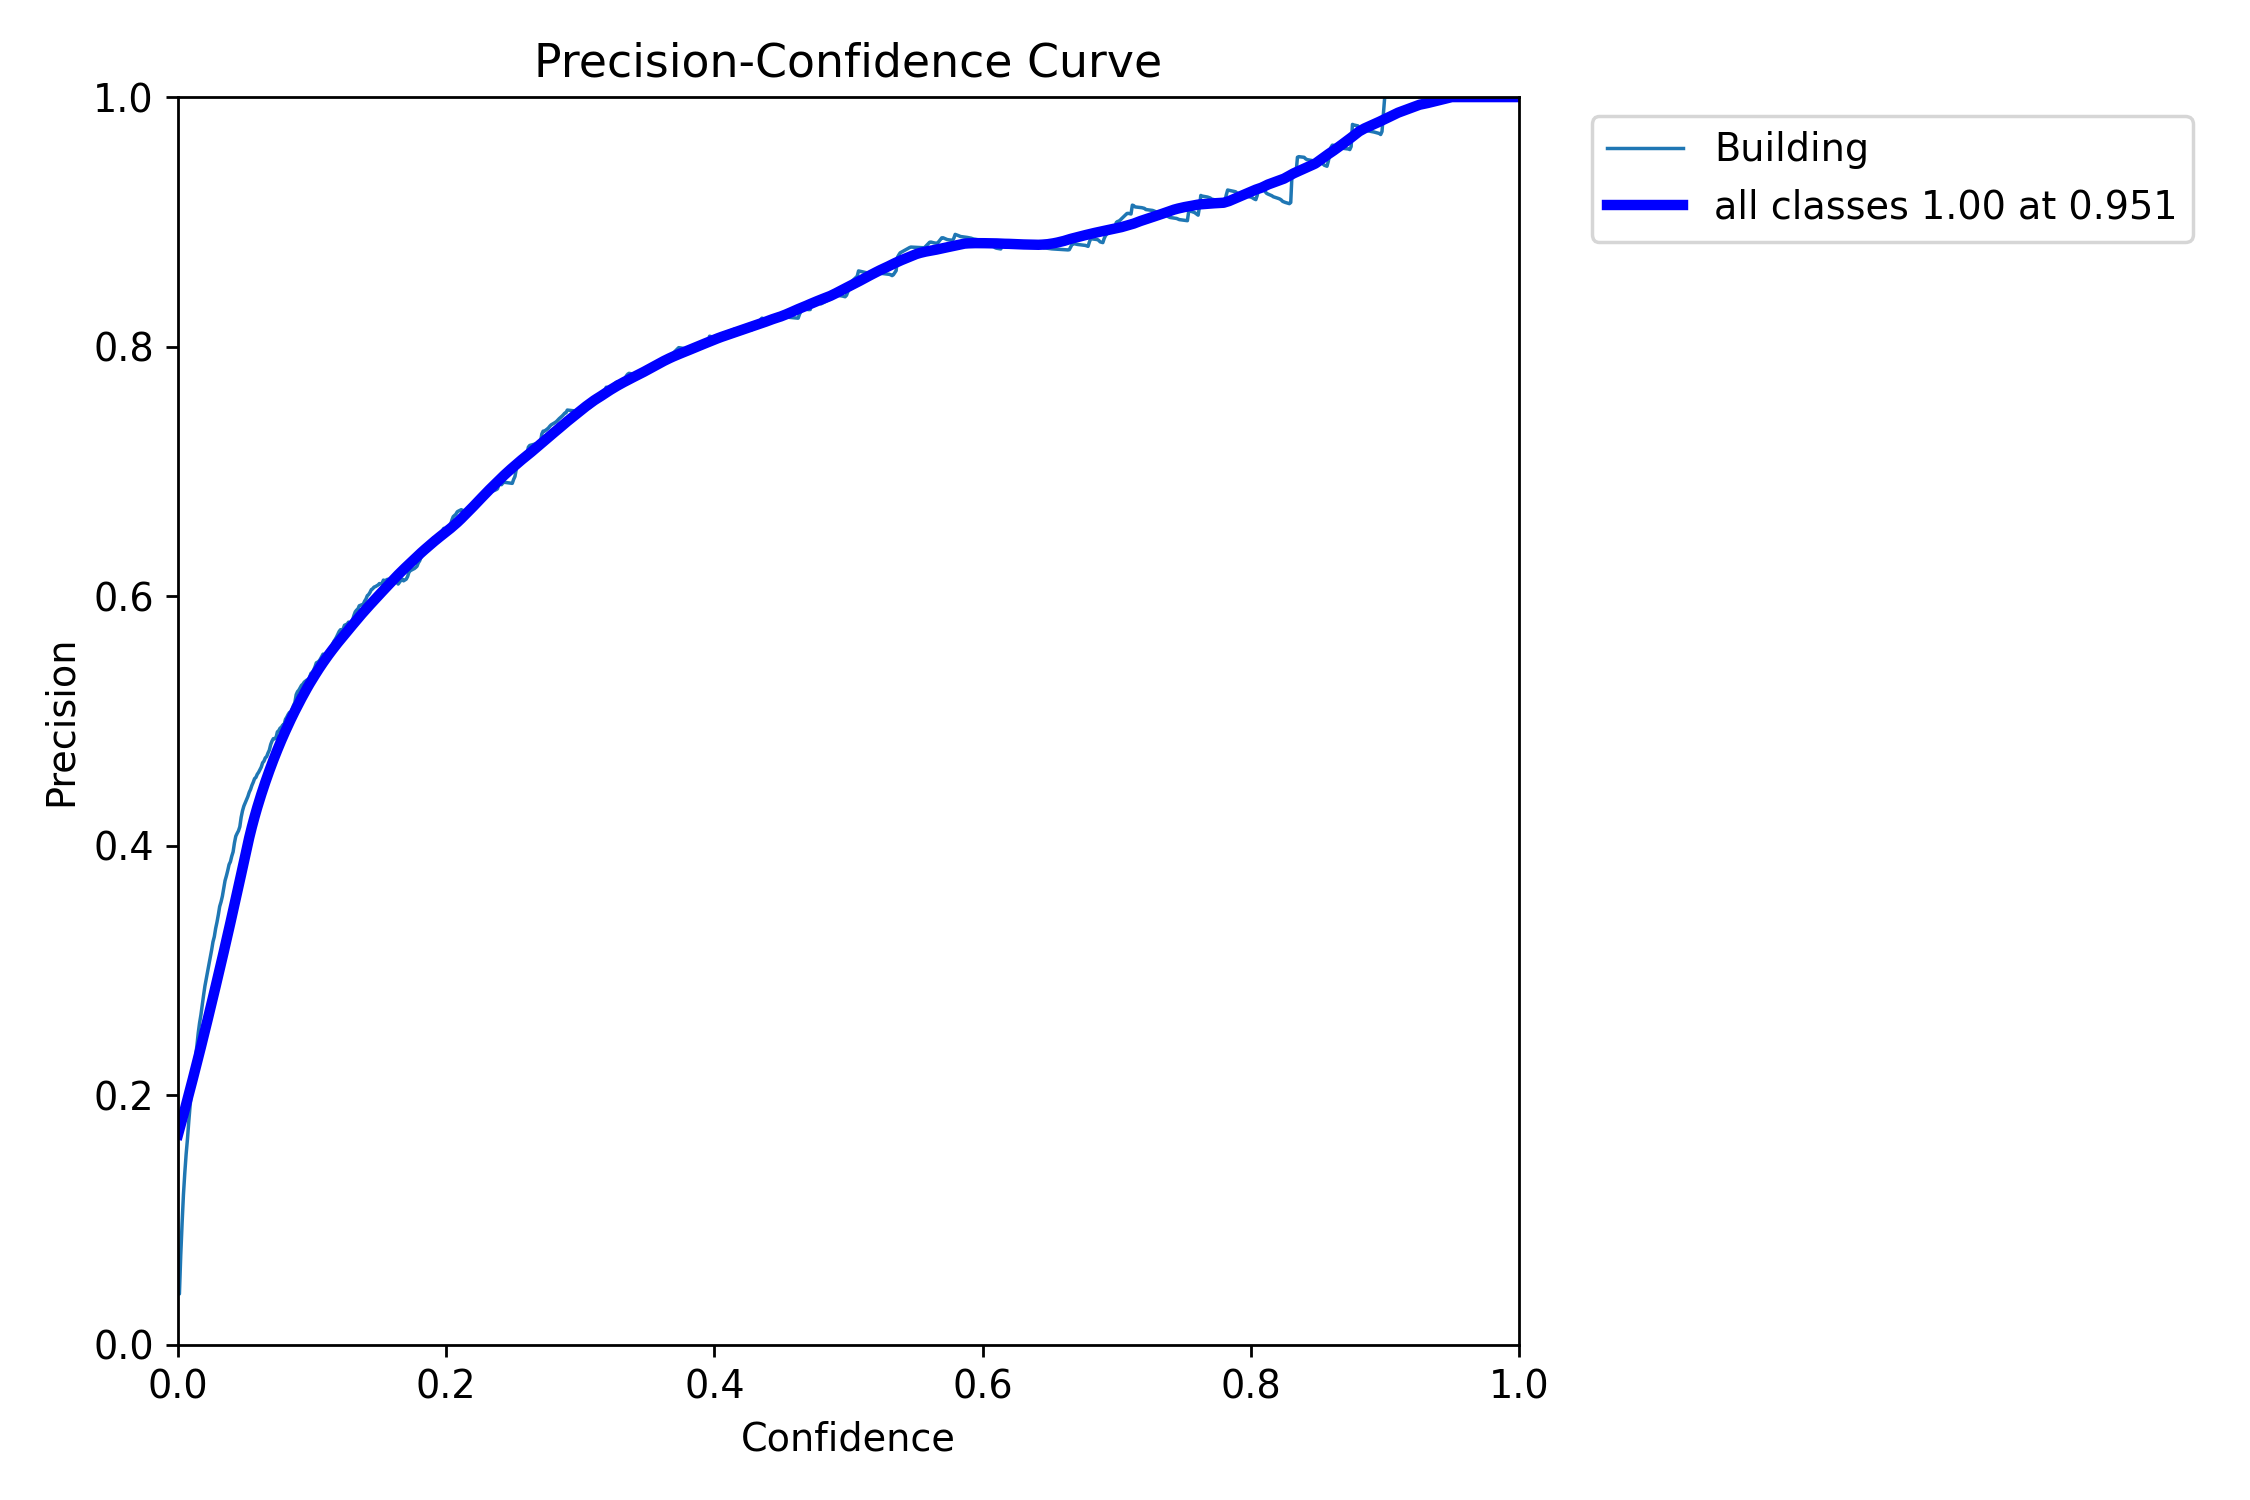 Precision-Confidence Curve
Building
all classes 1.00 at 0.951
1.0
0.8
0.6
0.4
0.2
0.0
Precision
0.0 0.2 0.4 0.6 0.8 1.0
Confidence